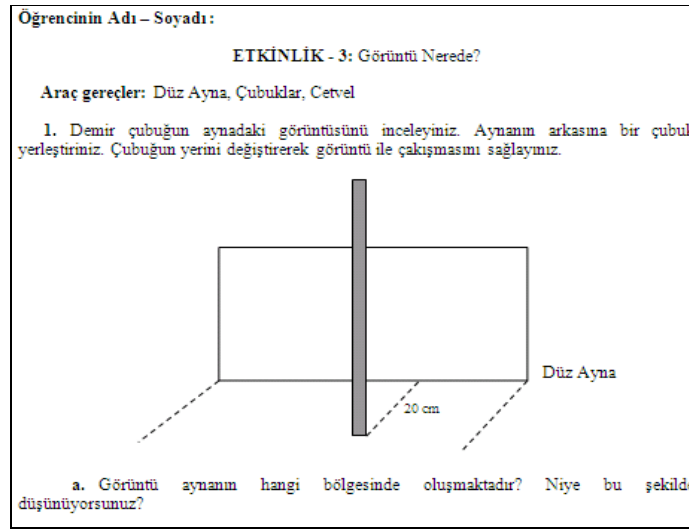 Öğrencinin Adı – Soyadı :
ETKİNLİK - 3: Görüntü Nerede?
Araç gereçler: Düz Ayna, Çubuklar, Cetvel
1. Demir çubuğun aynadaki görüntüsünü inceleyiniz. Aynanın arkasına bir çubuk
yerleştiriniz. Çubuğun yerini değiştirerek görüntü ile çakışmasını sağlayınız.
Düz Ayna
20 cm
a. Görüntü aynanın hangi bölgesinde oluşmaktadır? Niye bu şekilde
düşünüyorsunuz?